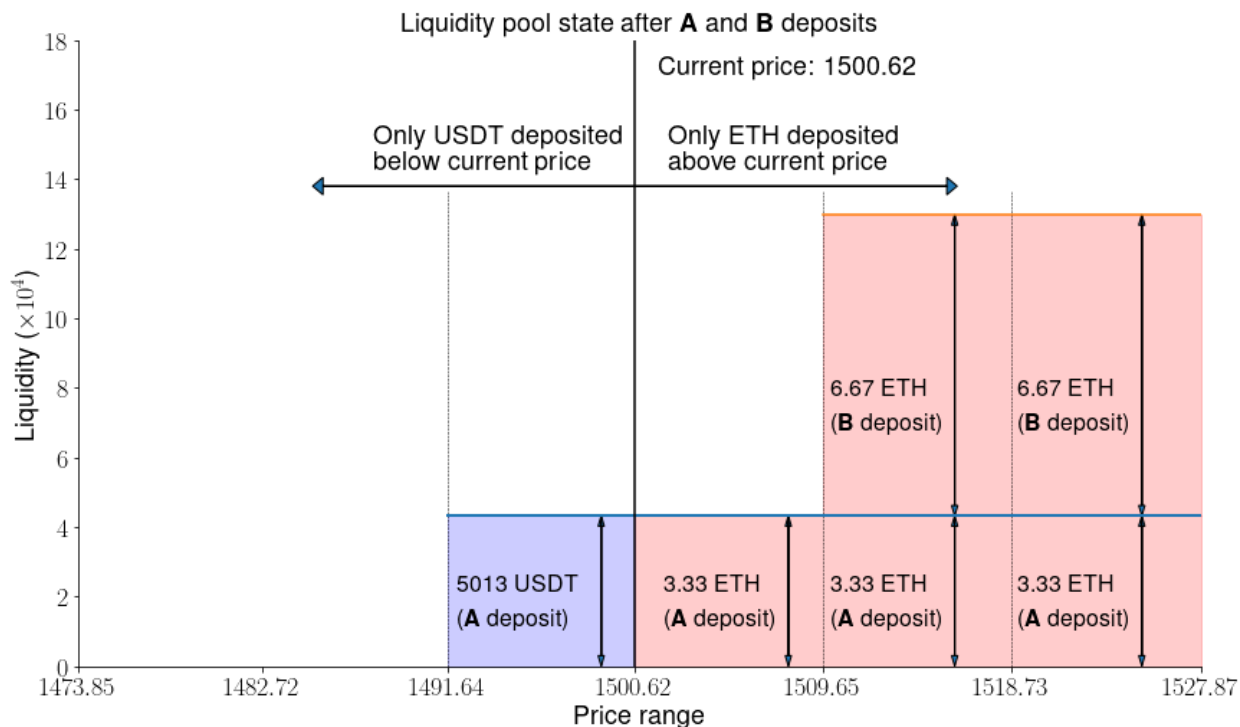 Liquidity pool state after A and B deposits
Current price: 1500.62
Only USDT deposited
below current price
Only ETH deposited
above current price
Liquidity (×10⁴)
18
16
14
12
10
8
6
4
2
0
6.67 ETH
(B deposit)
6.67 ETH
(B deposit)
5013 USDT
(A deposit)
3.33 ETH
(A deposit)
3.33 ETH
(A deposit)
3.33 ETH
(A deposit)
1473.85 1482.72 1491.64 1500.62 1509.65 1518.73 1527.87
Price range